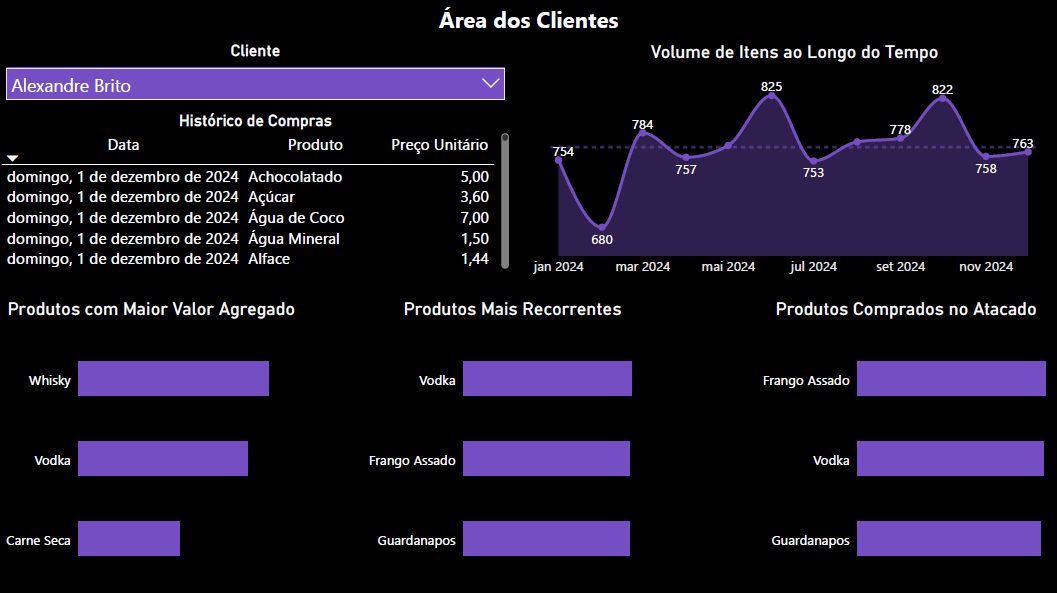 Área dos Clientes
Cliente
Alexandre Brito
Histórico de Compras
Data Produto Preço Unitário
domingo, 1 de dezembro de 2024 Achocolatado 5,00
domingo, 1 de dezembro de 2024 Açúcar 3,60
domingo, 1 de dezembro de 2024 Água de Coco 7,00
domingo, 1 de dezembro de 2024 Água Mineral 1,50
domingo, 1 de dezembro de 2024 Alface 1,44
Volume de Itens ao Longo do Tempo
754 680 784 757 825 753 778 822 758 763
jan 2024 mar 2024 mai 2024 jul 2024 set 2024 nov 2024
Produtos com Maior Valor Agregado
Whisky
Vodka
Carne Seca
Produtos Mais Recorrentes
Vodka
Frango Assado
Guardanapos
Produtos Comprados no Atacado
Frango Assado
Vodka
Guardanapos